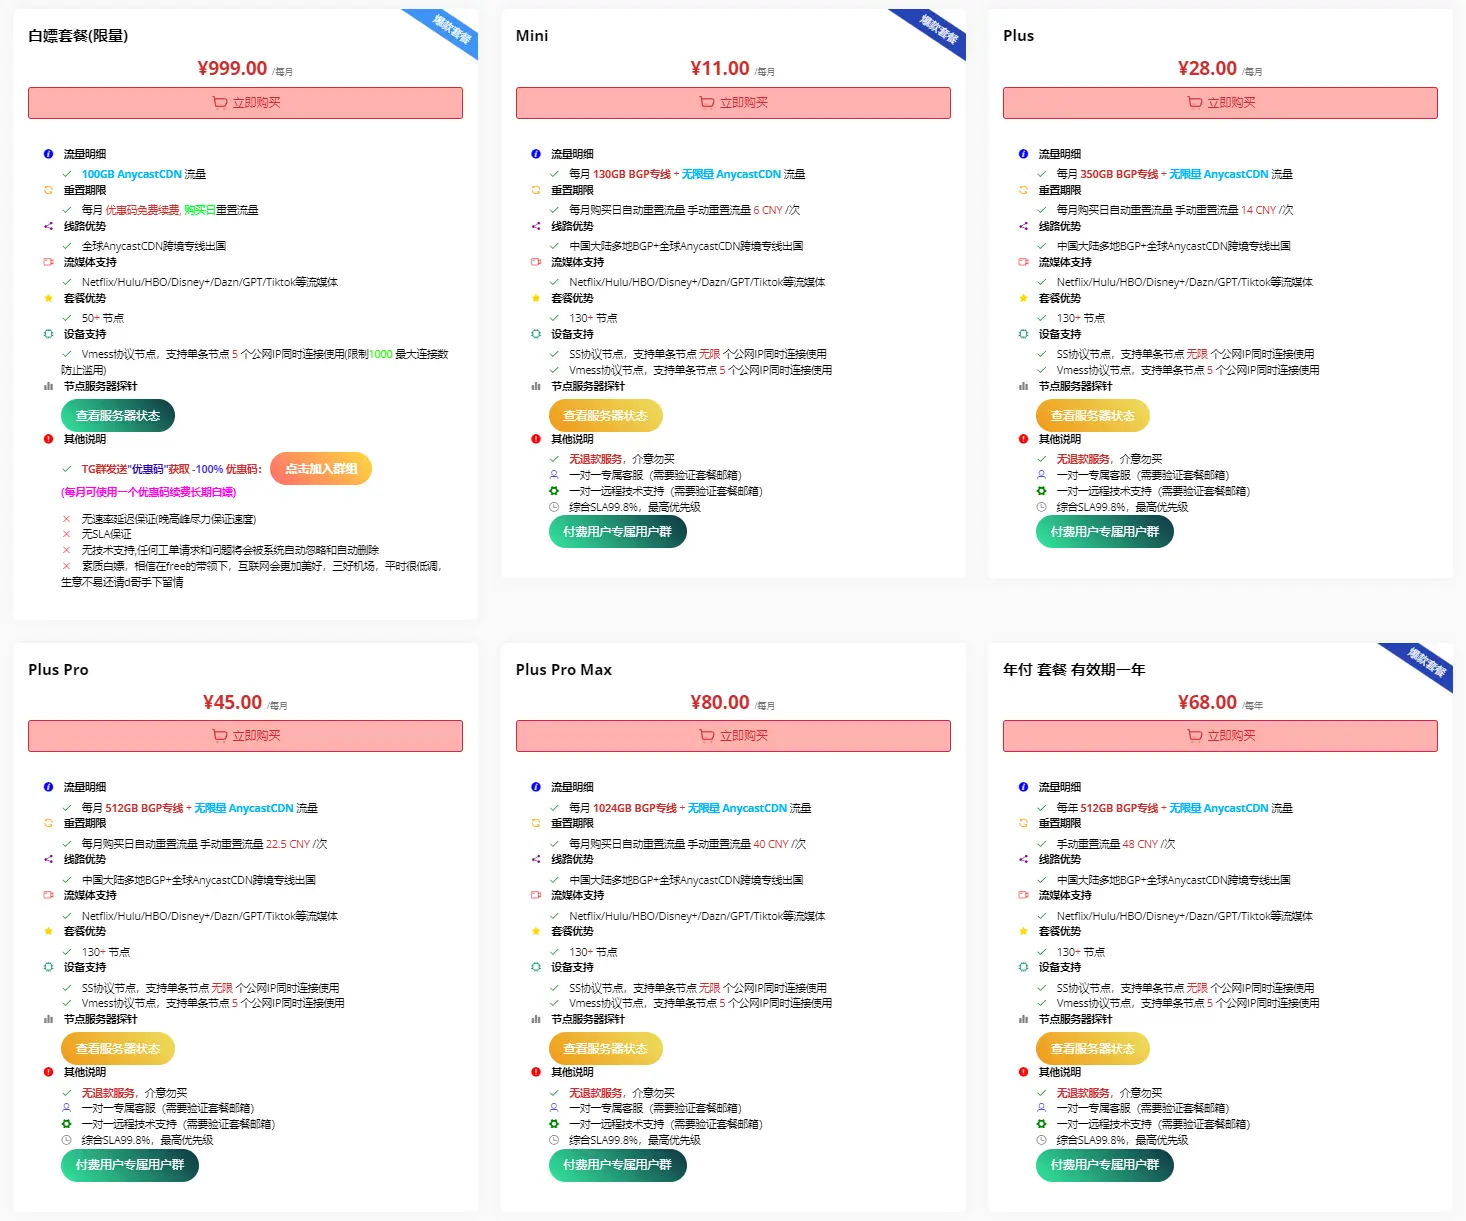 白嫖套餐(限量)
爆款套餐
¥999.00 /每月
立即购买
流量明细
100GB AnycastCDN 流量
重置期限
每月 优惠码免费续费, 购买日重置流量
线路优势
全球AnycastCDN跨境专线出国
流媒体支持
Netflix/Hulu/HBO/Disney+/Dazn/GPT/Tiktok等流媒体
套餐优势
50+ 节点
设备支持
Vmess协议节点，支持单条节点 5 个公网IP同时连接使用(限制1000 最大连接数
防止滥用)
节点服务器探针
查看服务器状态
其他说明
TG群发送"优惠码"获取 -100% 优惠码： 点击加入群组
(每月可使用一个优惠码续费长期白嫖)
无速率延迟保证(晚高峰尽力保证速度)
无SLA保证
无技术支持,任何工单请求和问题将会被系统自动忽略和自动删除
素质白嫖，相信在free的带领下，互联网会更加美好，三好机场，平时很低调，
生意不易还请d哥手下留情
Mini
爆款套餐
¥11.00 /每月
立即购买
流量明细
每月 130GB BGP专线 + 无限量 AnycastCDN 流量
重置期限
每月购买日自动重置流量 手动重置流量 6 CNY /次
线路优势
中国大陆多地BGP+全球AnycastCDN跨境专线出国
流媒体支持
Netflix/Hulu/HBO/Disney+/Dazn/GPT/Tiktok等流媒体
套餐优势
130+ 节点
设备支持
SS协议节点，支持单条节点 无限 个公网IP同时连接使用
Vmess协议节点，支持单条节点 5 个公网IP同时连接使用
节点服务器探针
查看服务器状态
其他说明
无退款服务，介意勿买
一对一专属客服（需要验证套餐邮箱）
一对一远程技术支持（需要验证套餐邮箱）
综合SLA99.8%，最高优先级
付费用户专属用户群
Plus
¥28.00 /每月
立即购买
流量明细
每月 350GB BGP专线 + 无限量 AnycastCDN 流量
重置期限
每月购买日自动重置流量 手动重置流量 14 CNY /次
线路优势
中国大陆多地BGP+全球AnycastCDN跨境专线出国
流媒体支持
Netflix/Hulu/HBO/Disney+/Dazn/GPT/Tiktok等流媒体
套餐优势
130+ 节点
设备支持
SS协议节点，支持单条节点 无限 个公网IP同时连接使用
Vmess协议节点，支持单条节点 5 个公网IP同时连接使用
节点服务器探针
查看服务器状态
其他说明
无退款服务，介意勿买
一对一专属客服（需要验证套餐邮箱）
一对一远程技术支持（需要验证套餐邮箱）
综合SLA99.8%，最高优先级
付费用户专属用户群
Plus Pro
¥45.00 /每月
立即购买
流量明细
每月 512GB BGP专线 + 无限量 AnycastCDN 流量
重置期限
每月购买日自动重置流量 手动重置流量 22.5 CNY /次
线路优势
中国大陆多地BGP+全球AnycastCDN跨境专线出国
流媒体支持
Netflix/Hulu/HBO/Disney+/Dazn/GPT/Tiktok等流媒体
套餐优势
130+ 节点
设备支持
SS协议节点，支持单条节点 无限 个公网IP同时连接使用
Vmess协议节点，支持单条节点 5 个公网IP同时连接使用
节点服务器探针
查看服务器状态
其他说明
无退款服务，介意勿买
一对一专属客服（需要验证套餐邮箱）
一对一远程技术支持（需要验证套餐邮箱）
综合SLA99.8%，最高优先级
付费用户专属用户群
Plus Pro Max
¥80.00 /每月
立即购买
流量明细
每月 1024GB BGP专线 + 无限量 AnycastCDN 流量
重置期限
每月购买日自动重置流量 手动重置流量 40 CNY /次
线路优势
中国大陆多地BGP+全球AnycastCDN跨境专线出国
流媒体支持
Netflix/Hulu/HBO/Disney+/Dazn/GPT/Tiktok等流媒体
套餐优势
130+ 节点
设备支持
SS协议节点，支持单条节点 无限 个公网IP同时连接使用
Vmess协议节点，支持单条节点 5 个公网IP同时连接使用
节点服务器探针
查看服务器状态
其他说明
无退款服务，介意勿买
一对一专属客服（需要验证套餐邮箱）
一对一远程技术支持（需要验证套餐邮箱）
综合SLA99.8%，最高优先级
付费用户专属用户群
年付 套餐 有效期一年
爆款套餐
¥68.00 /每年
立即购买
流量明细
每年 512GB BGP专线 + 无限量 AnycastCDN 流量
重置期限
手动重置流量 48 CNY /次
线路优势
中国大陆多地BGP+全球AnycastCDN跨境专线出国
流媒体支持
Netflix/Hulu/HBO/Disney+/Dazn/GPT/Tiktok等流媒体
套餐优势
130+ 节点
设备支持
SS协议节点，支持单条节点 无限 个公网IP同时连接使用
Vmess协议节点，支持单条节点 5 个公网IP同时连接使用
节点服务器探针
查看服务器状态
其他说明
无退款服务，介意勿买
一对一专属客服（需要验证套餐邮箱）
一对一远程技术支持（需要验证套餐邮箱）
综合SLA99.8%，最高优先级
付费用户专属用户群